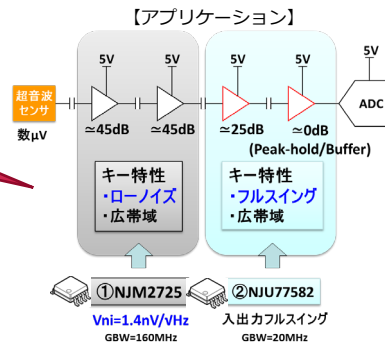 【アプリケーション】
5V
5V
5V
5V
超音波
センサ
ADC
数μV
≃45dB
≃45dB
≃25dB
≃0dB
(Peak-hold/Buffer)
キー特性
・ローノイズ
・広帯域
キー特性
・フルスイング
・広帯域
①NJM2725
②NJU77582
Vni=1.4nV/√Hz
GBW=160MHz
入出力フルスイング
GBW=20MHz